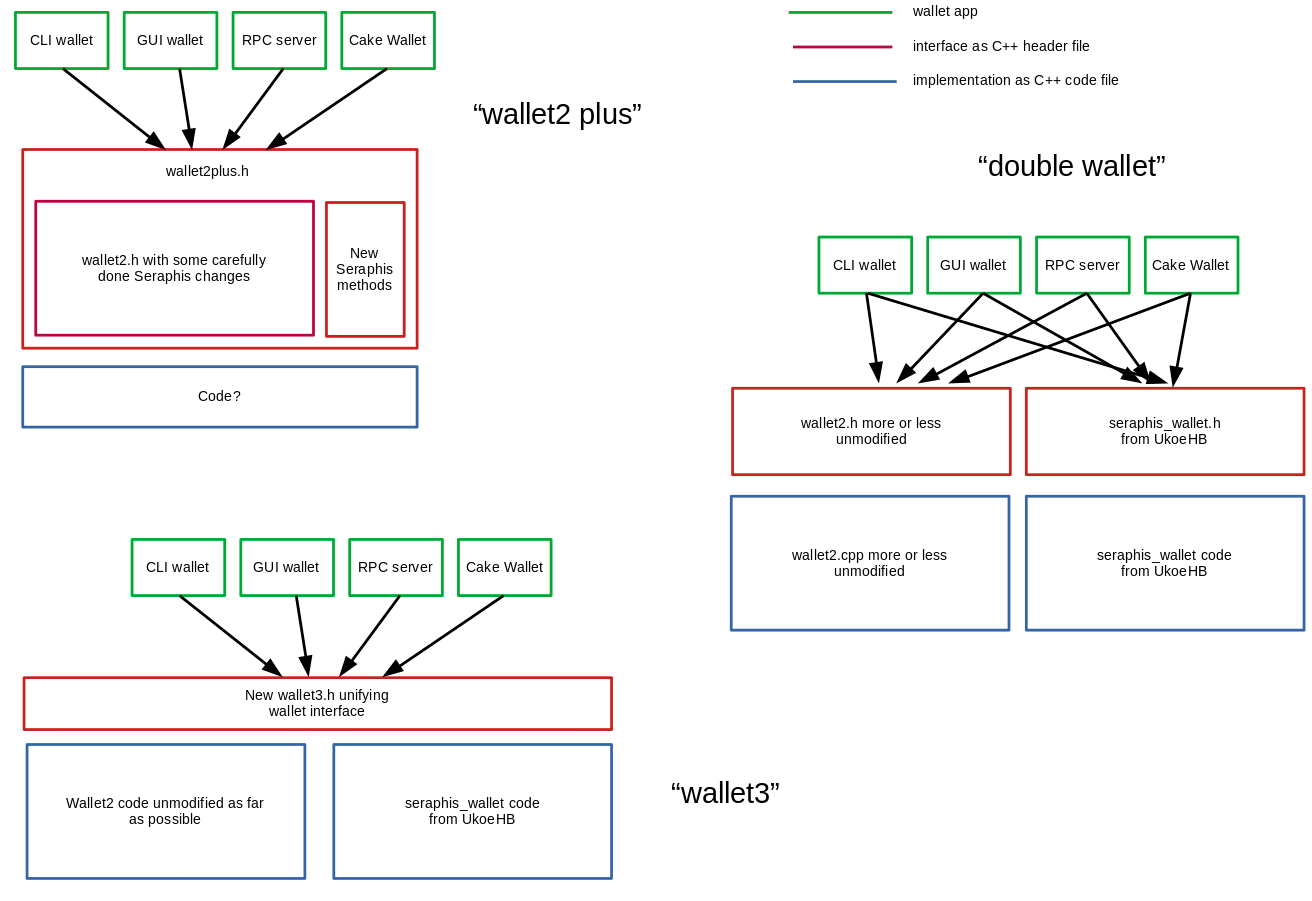 CLI wallet
GUI wallet
RPC server
Cake Wallet
“wallet2 plus”
wallet2plus.h
wallet2.h with some carefully
done Seraphis changes
New
Seraphis
methods
Code?
wallet app
interface as C++ header file
implementation as C++ code file
“double wallet”
CLI wallet
GUI wallet
RPC server
Cake Wallet
wallet2.h more or less
unmodified
seraphis_wallet.h
from UkoeHB
wallet2.cpp more or less
unmodified
seraphis_wallet code
from UkoeHB
CLI wallet
GUI wallet
RPC server
Cake Wallet
New wallet3.h unifying
wallet interface
Wallet2 code unmodified as far
as possible
seraphis_wallet code
from UkoeHB
“wallet3”